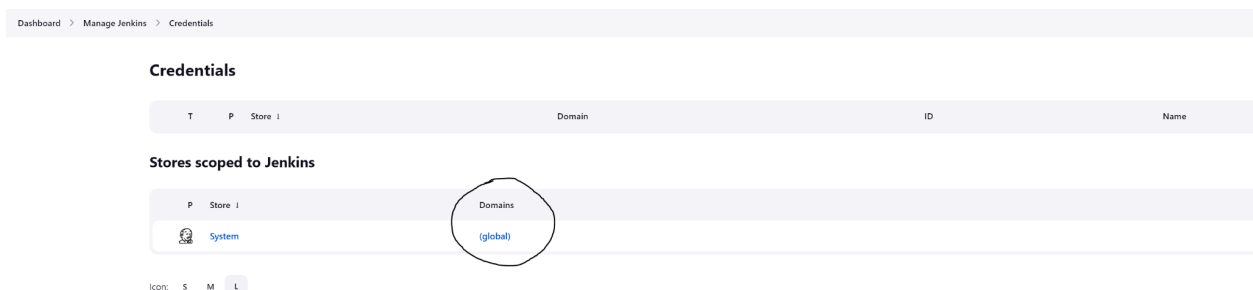 Dashboard > Manage Jenkins > Credentials
Credentials
T P Store ↓ Domain ID Name
Stores scoped to Jenkins
P Store ↓ Domains
System (global)
Icon: S M L